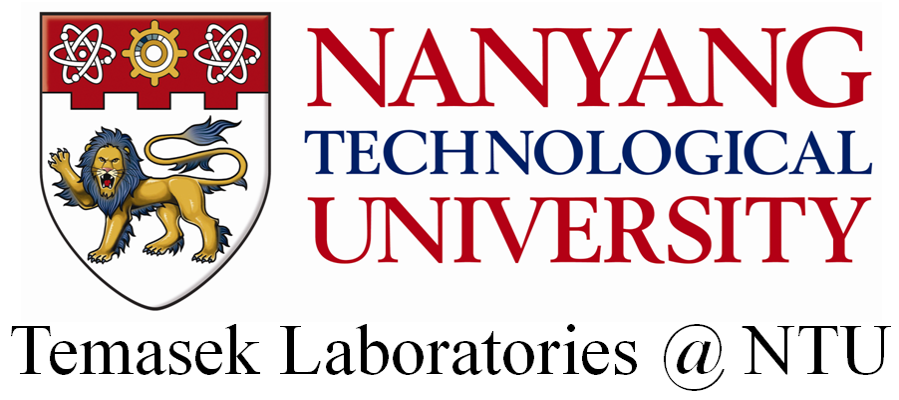 NANYANG
TECHNOLOGICAL
UNIVERSITY
Temasek Laboratories @ NTU